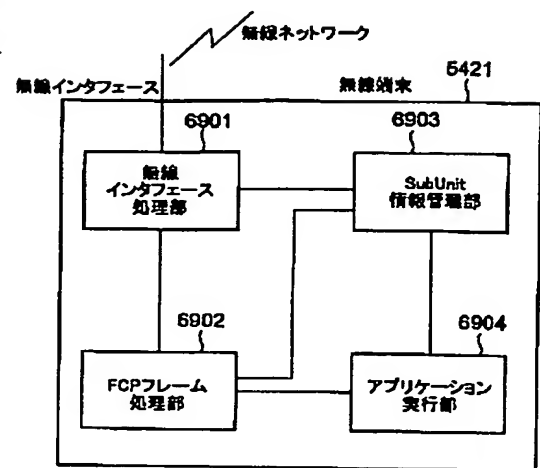 無線ネットワーク
無線インタフェース
無線端末
5421
6901
無線
インタフェース
処理部
6903
SubUnit
情報管理部
6902
FCPフレーム
処理部
6904
アプリケーション
実行部